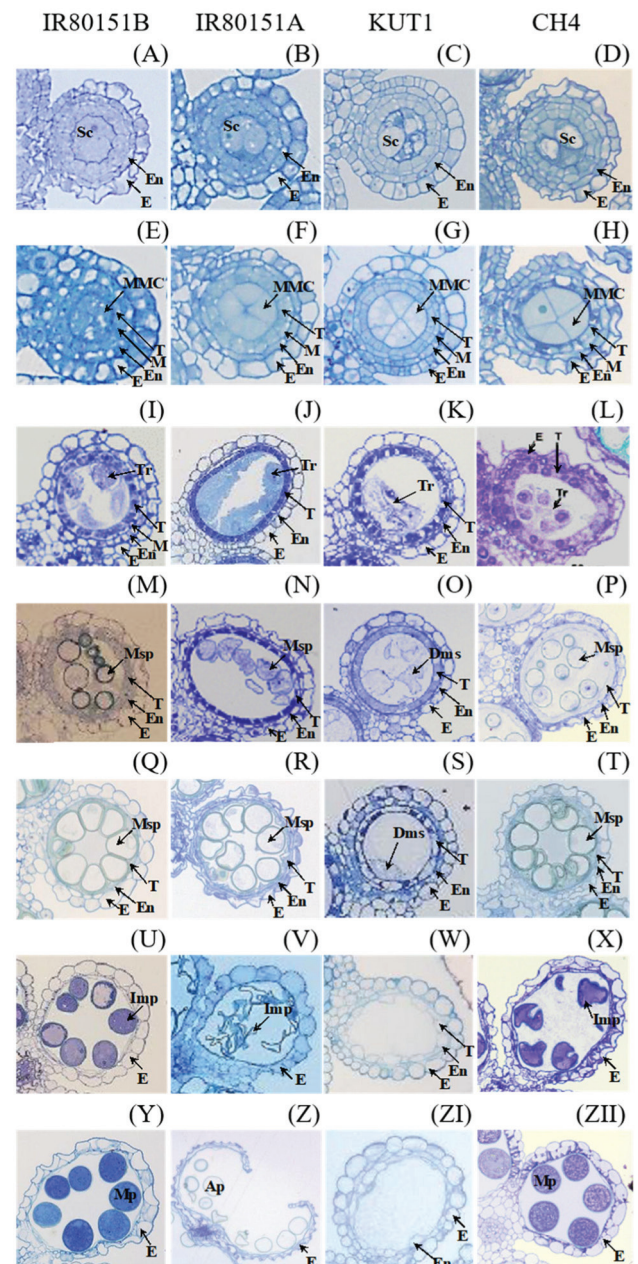 IR80151B IR80151A KUT1 CH4
(A) (B) (C) (D)
Sc Sc Sc Sc
En En En En
E E E E
(E) (F) (G) (H)
MMC MMC MMC MMC
T T T T
M M M M
En En En En
E E E E
(I) (J) (K) (L)
E T
Tr Tr Tr Tr
T T T
M
En En En
E E E
(M) (N) (O) (P)
Msp Msp Dms Msp
T T T T
En En En En
E E E E
(Q) (R) (S) (T)
Msp Msp Dms Msp
T T T T
En En En En
E E E E
(U) (V) (W) (X)
Imp Imp Imp
T
En
E E E E
(Y) (Z) (ZI) (ZII)
Mp Ap Mp
E E E E
En